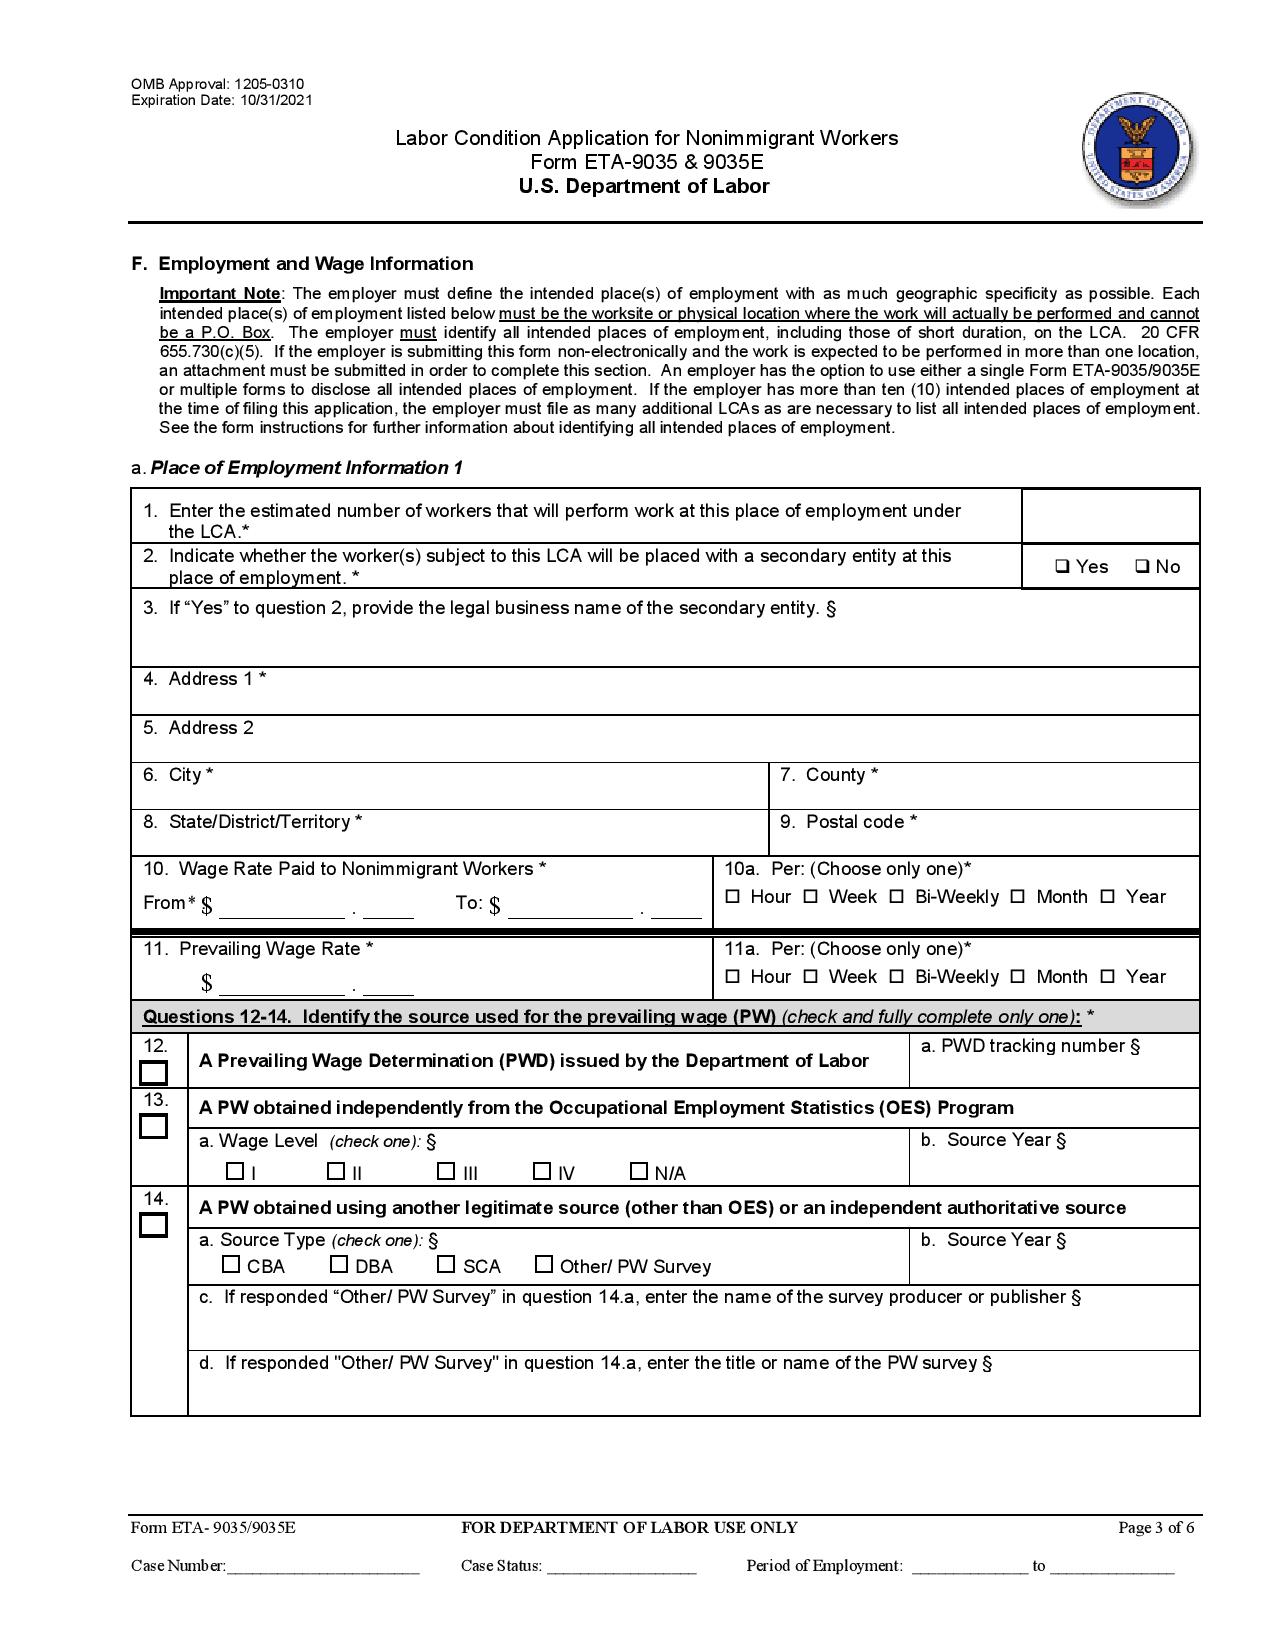 OMB Approval: 1205-0310
Expiration Date: 10/31/2021
Labor Condition Application for Nonimmigrant Workers
Form ETA-9035 & 9035E
U.S. Department of Labor
DEPARTMENT OF LABOR
UNITED STATES OF AMERICA
F. Employment and Wage Information
Important Note: The employer must define the intended place(s) of employment with as much geographic specificity as possible. Each
intended place(s) of employment listed below must be the worksite or physical location where the work will actually be performed and cannot
be a P.O. Box. The employer must identify all intended places of employment, including those of short duration, on the LCA. 20 CFR
655.730(c)(5). If the employer is submitting this form non-electronically and the work is expected to be performed in more than one location,
an attachment must be submitted in order to complete this section. An employer has the option to use either a single Form ETA-9035/9035E
or multiple forms to disclose all intended places of employment. If the employer has more than ten (10) intended places of employment at
the time of filing this application, the employer must file as many additional LCAs as are necessary to list all intended places of employment.
See the form instructions for further information about identifying all intended places of employment.
a. Place of Employment Information 1
1. Enter the estimated number of workers that will perform work at this place of employment under
the LCA.*
2. Indicate whether the worker(s) subject to this LCA will be placed with a secondary entity at this
place of employment. *
❑ Yes ❑ No
3. If “Yes” to question 2, provide the legal business name of the secondary entity. §
4. Address 1 *
5. Address 2
6. City *
7. County *
8. State/District/Territory *
9. Postal code *
10. Wage Rate Paid to Nonimmigrant Workers *
From* $ ____________ . _____ To: $ ____________ . _____
10a. Per: (Choose only one)*
☐ Hour ☐ Week ☐ Bi-Weekly ☐ Month ☐ Year
11. Prevailing Wage Rate *
$ ____________ . _____
11a. Per: (Choose only one)*
☐ Hour ☐ Week ☐ Bi-Weekly ☐ Month ☐ Year
Questions 12-14. Identify the source used for the prevailing wage (PW) (check and fully complete only one): *
12.
☐
A Prevailing Wage Determination (PWD) issued by the Department of Labor
a. PWD tracking number §
13.
☐
A PW obtained independently from the Occupational Employment Statistics (OES) Program
a. Wage Level (check one): §
☐ I ☐ II ☐ III ☐ IV ☐ N/A
b. Source Year §
14.
☐
A PW obtained using another legitimate source (other than OES) or an independent authoritative source
a. Source Type (check one): §
☐ CBA ☐ DBA ☐ SCA ☐ Other/ PW Survey
b. Source Year §
c. If responded “Other/ PW Survey” in question 14.a, enter the name of the survey producer or publisher §
d. If responded "Other/ PW Survey" in question 14.a, enter the title or name of the PW survey §
Form ETA- 9035/9035E
FOR DEPARTMENT OF LABOR USE ONLY
Page 3 of 6
Case Number:_______________________ Case Status: __________________ Period of Employment: ______________ to _______________